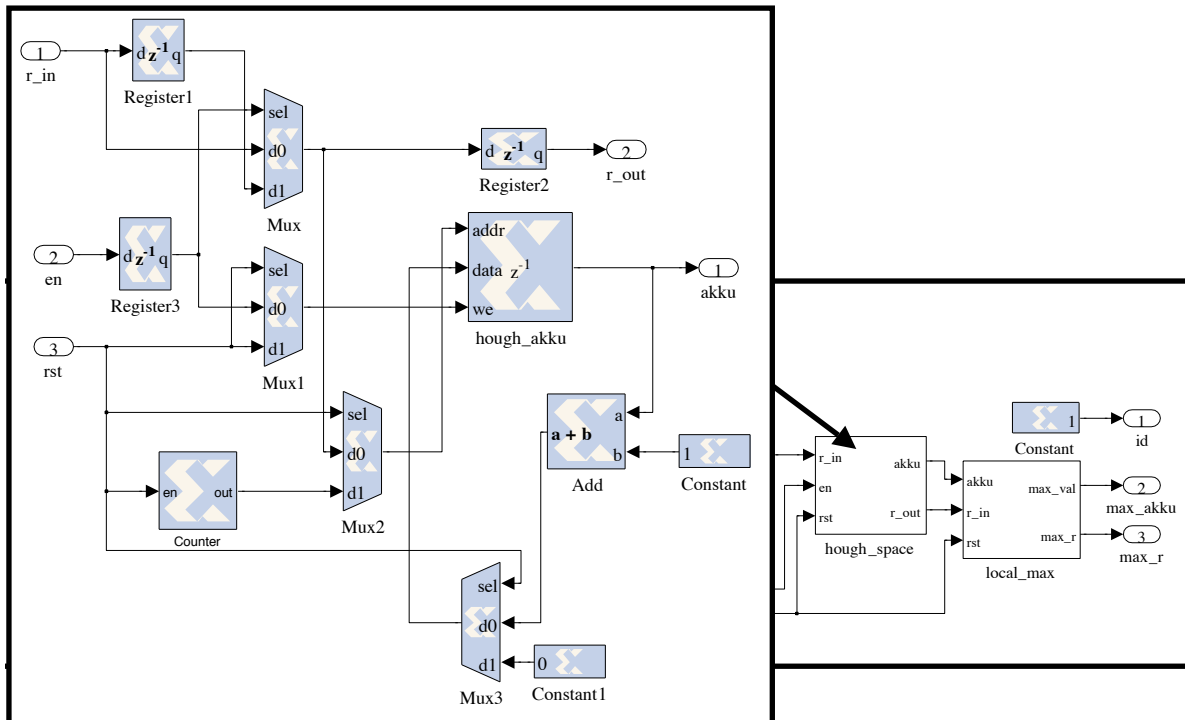 1
r_in
d z⁻¹ q
Register1
sel
d0
d1
Mux
d z⁻¹ q
Register2
2
r_out
2
en
d z⁻¹ q
Register3
sel
d0
d1
Mux1
addr
data z⁻¹
we
hough_akku
1
akku
3
rst
sel
d0
d1
Mux2
en out
Counter
a
a + b
b
Add
1
Constant
sel
d0
d1
Mux3
0
Constant1
r_in
en
rst
akku
r_out
hough_space
akku
r_in
rst
max_val
max_r
local_max
1
Constant
1
id
2
max_akku
3
max_r